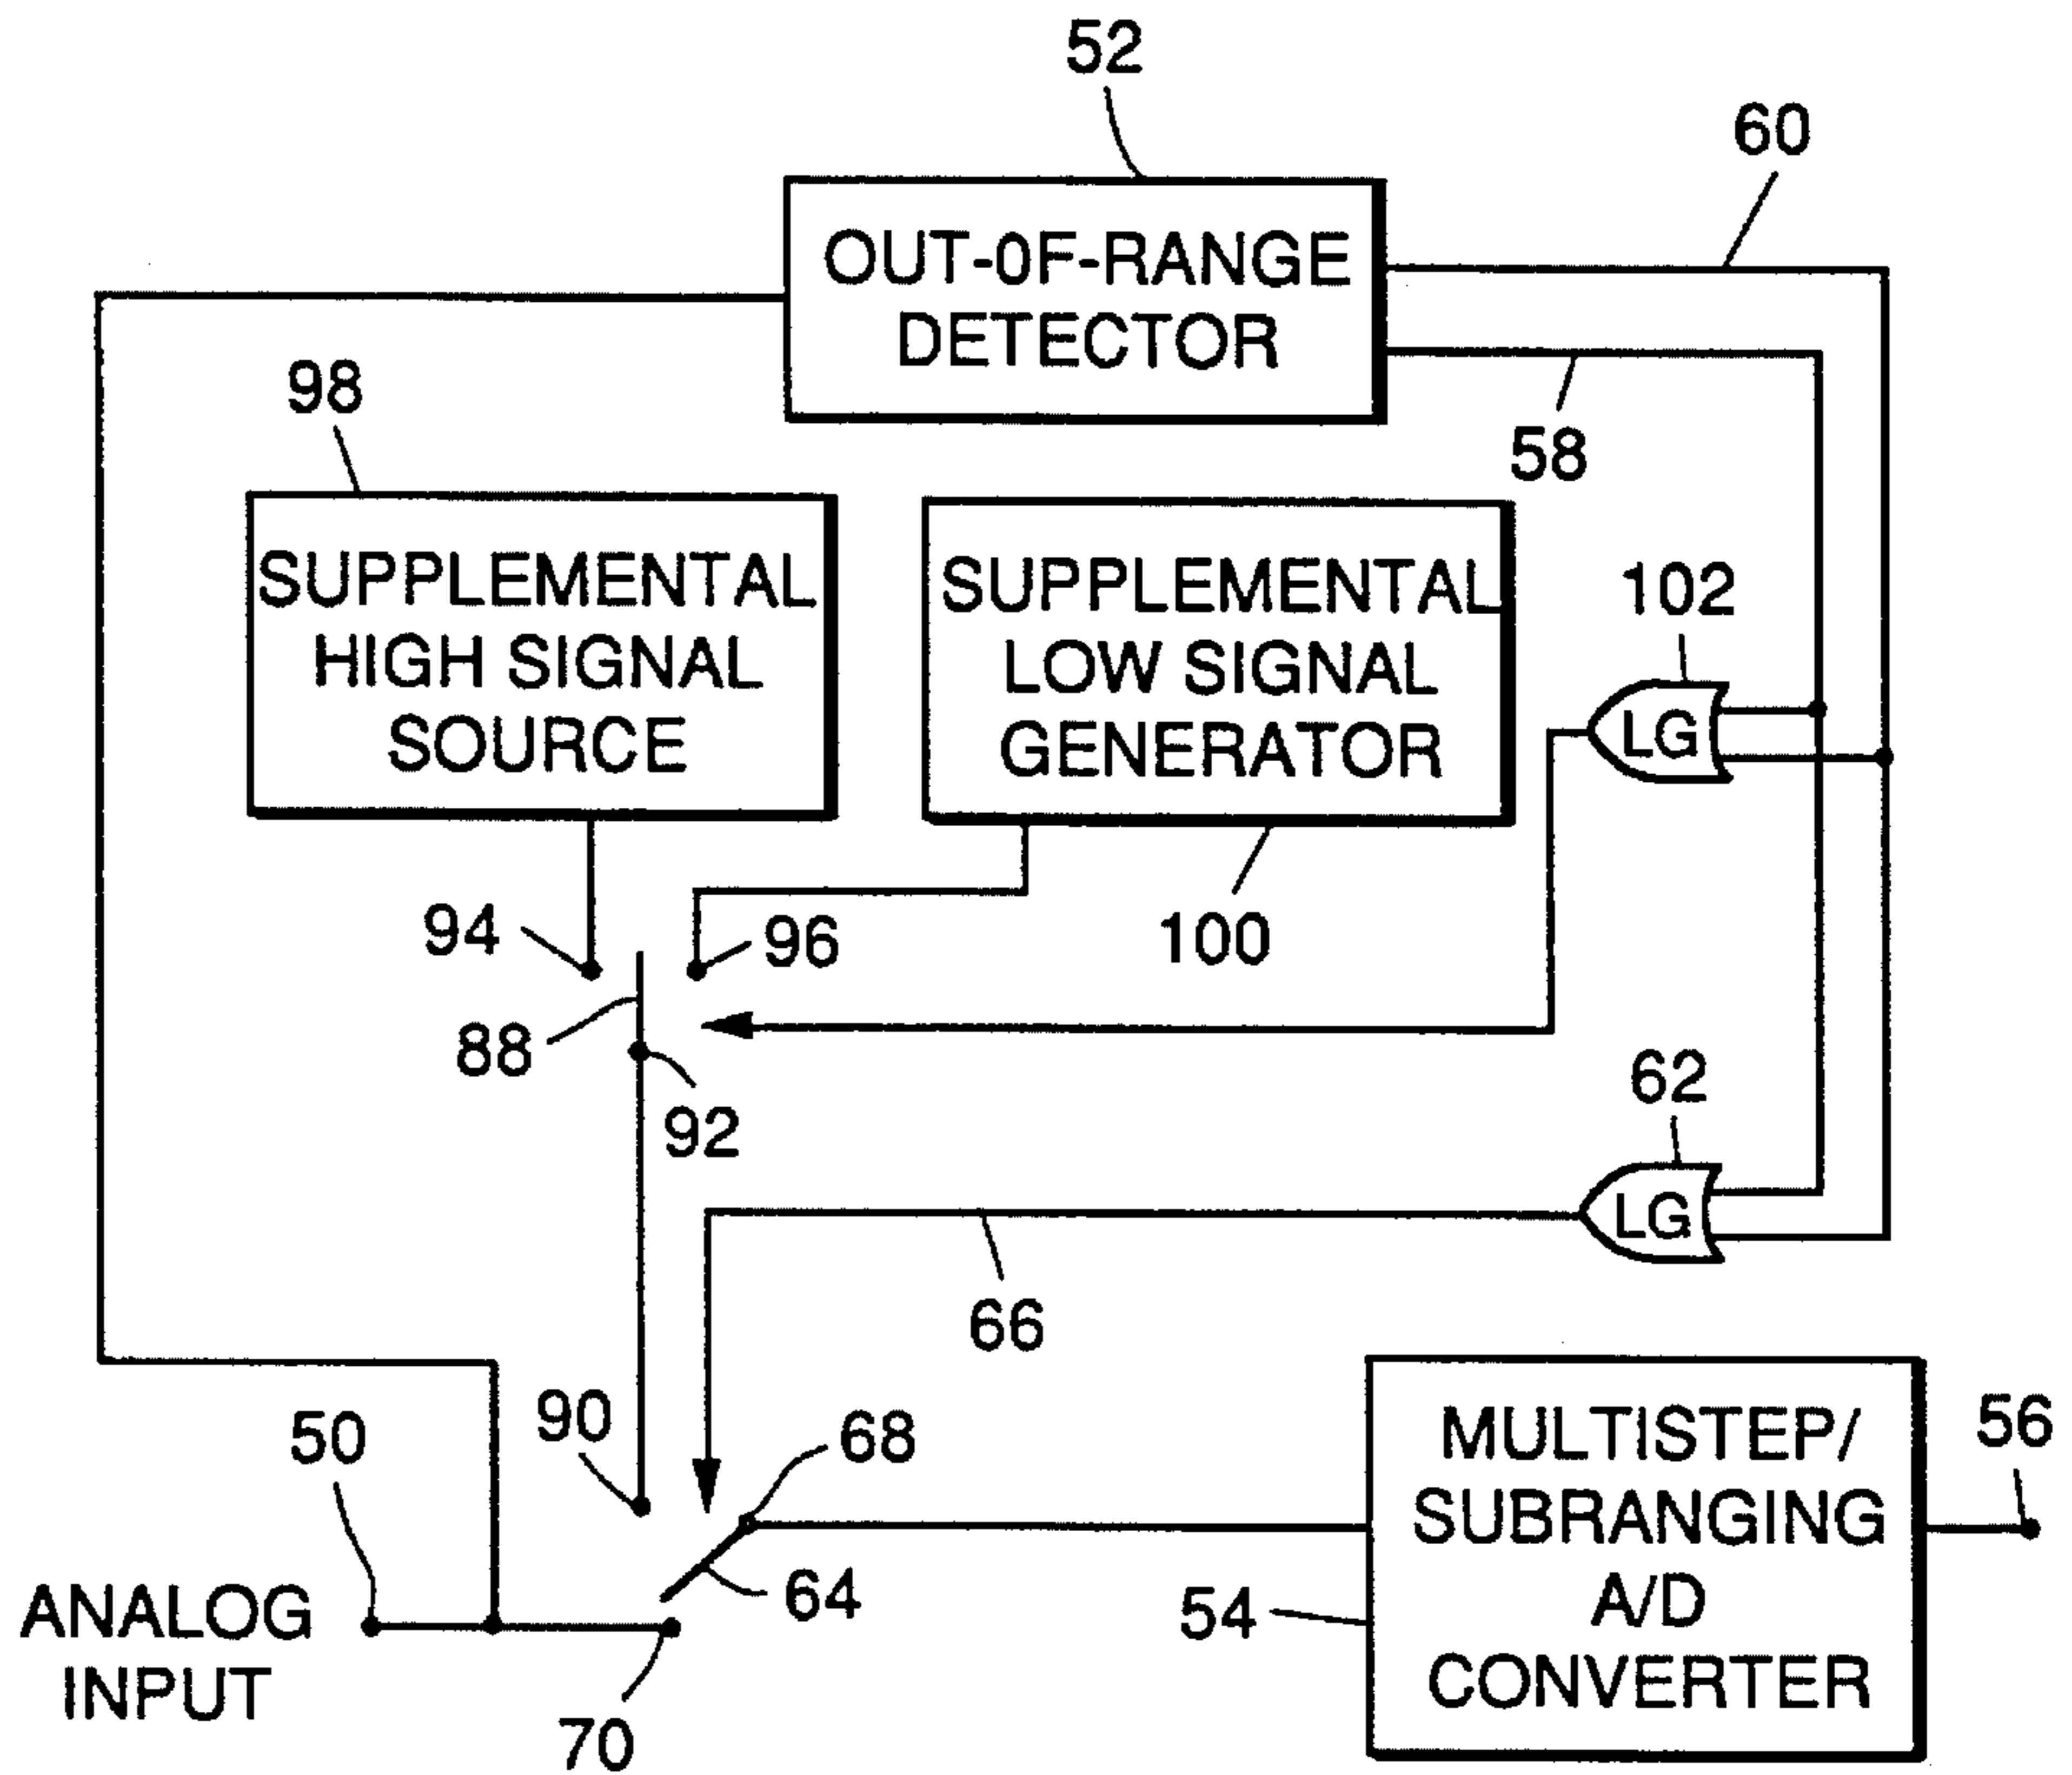 52
60
OUT-0F-RANGE
DETECTOR
98
58
SUPPLEMENTAL
HIGH SIGNAL
SOURCE
SUPPLEMENTAL
LOW SIGNAL
GENERATOR
102
LG
94
96
100
88
92
62
LG
66
90
50
68
MULTISTEP/
SUBRANGING
A/D
CONVERTER
56
64
54
ANALOG
INPUT
70